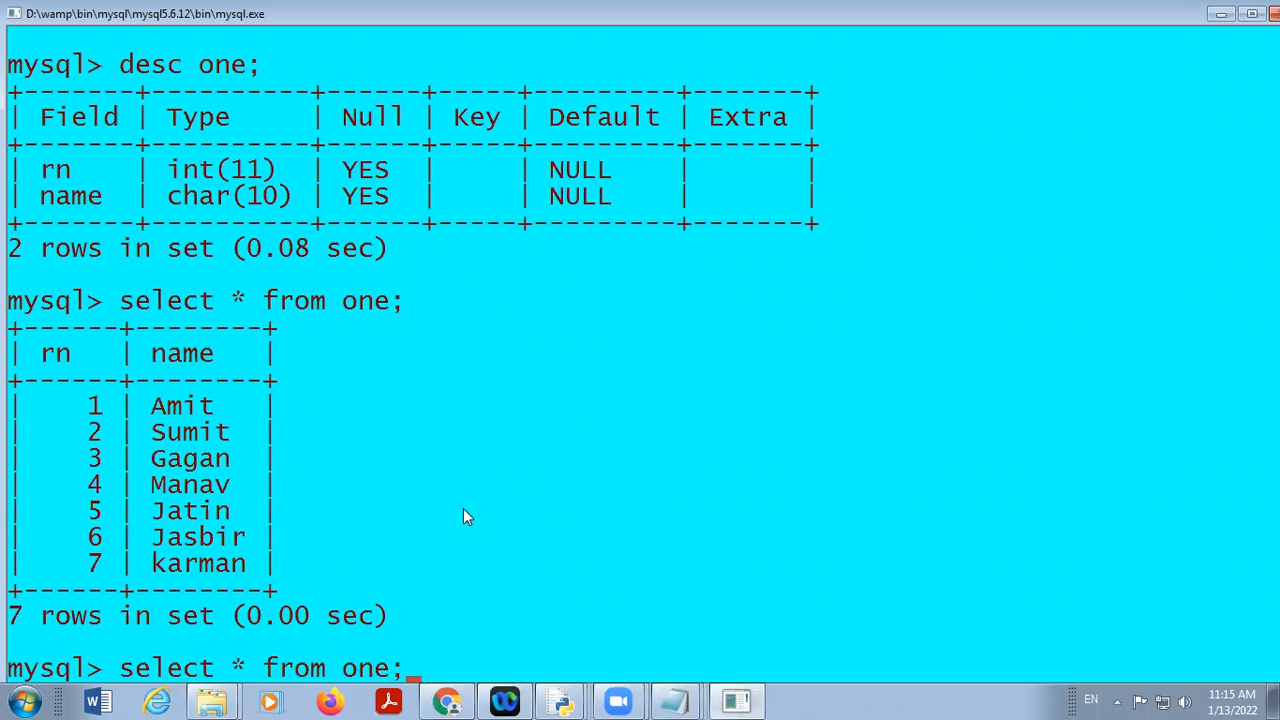 D:\wamp\bin\mysql\mysql5.6.12\bin\mysql.exe
mysql> desc one;
+-------+----------+------+-----+---------+-------+
| Field | Type     | Null | Key | Default | Extra |
+-------+----------+------+-----+---------+-------+
| rn    | int(11)  | YES  |     | NULL    |       |
| name  | char(10) | YES  |     | NULL    |       |
+-------+----------+------+-----+---------+-------+
2 rows in set (0.08 sec)
mysql> select * from one;
+------+--------+
| rn   | name   |
+------+--------+
|    1 | Amit   |
|    2 | Sumit  |
|    3 | Gagan  |
|    4 | Manav  |
|    5 | Jatin  |
|    6 | Jasbir |
|    7 | karman |
+------+--------+
7 rows in set (0.00 sec)
mysql> select * from one;
EN
11:15 AM
1/13/2022